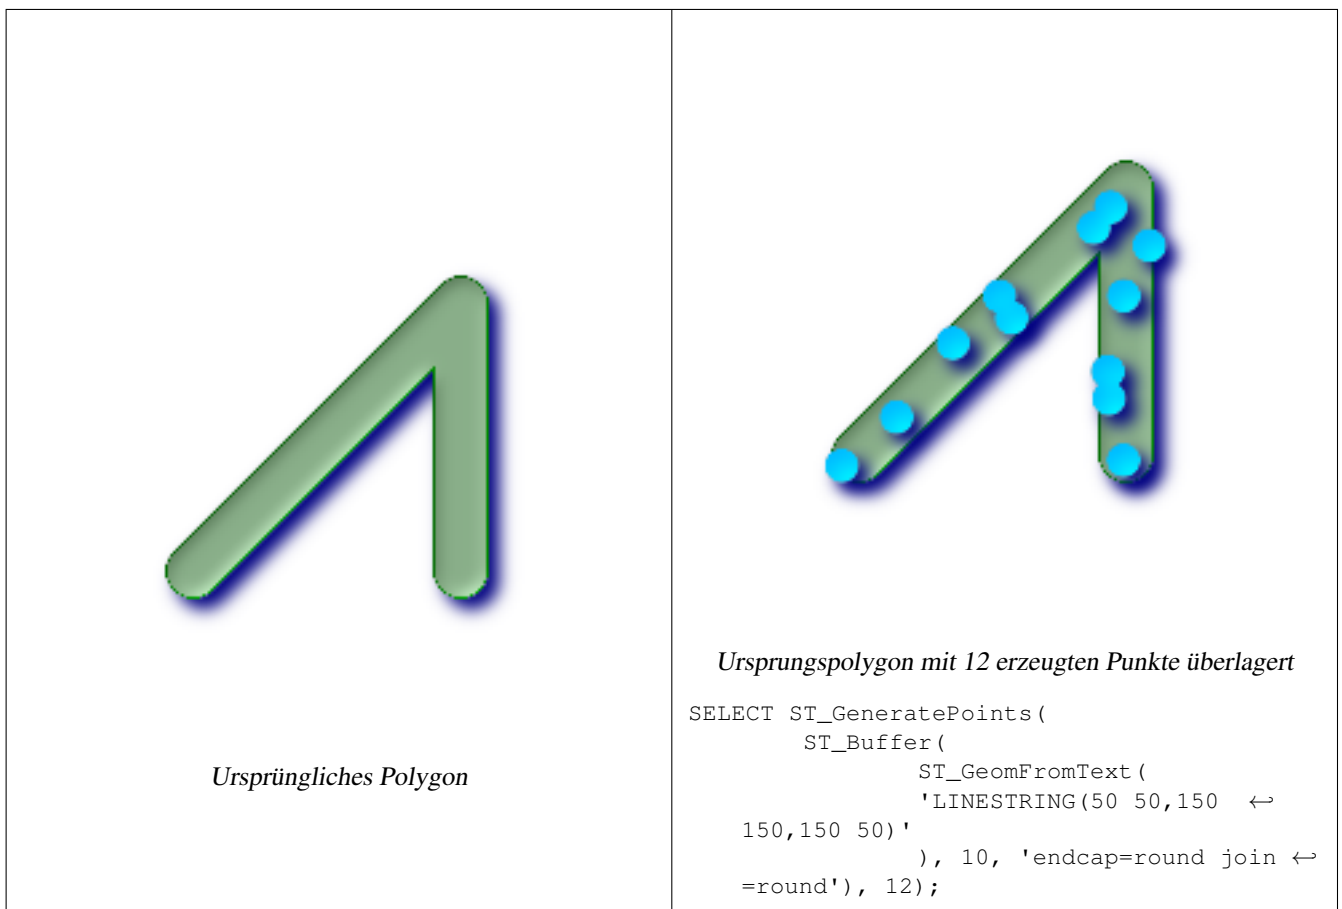 Ursprüngliches Polygon
Ursprungspolygon mit 12 erzeugten Punkte überlagert
SELECT ST_GeneratePoints(
ST_Buffer(
ST_GeomFromText(
'LINESTRING(50 50,150 ↩
150,150 50)'
), 10, 'endcap=round join ↩
=round'), 12);